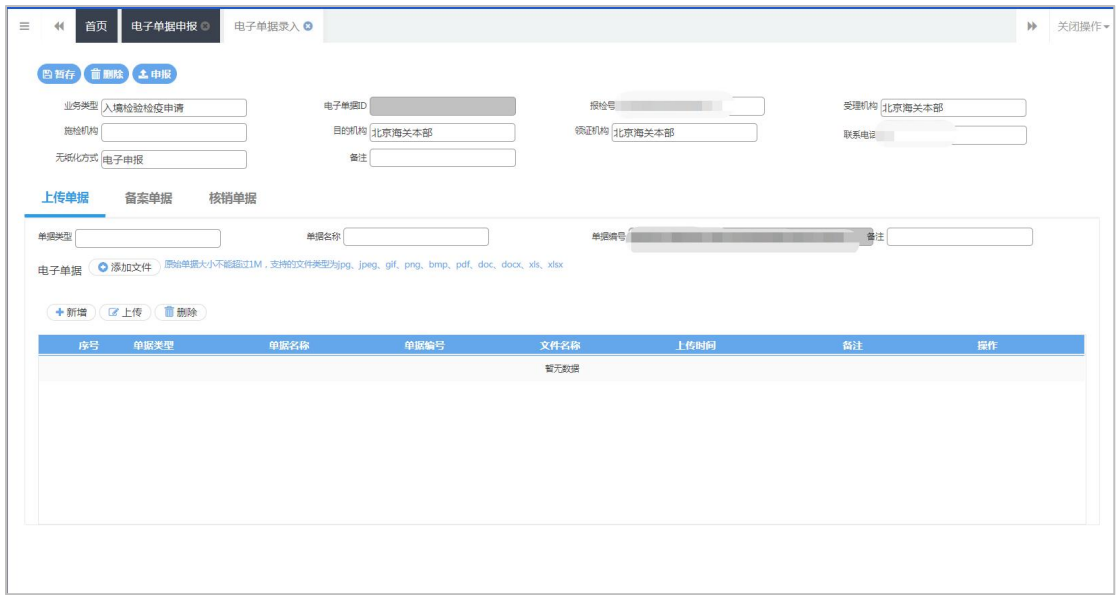 首页 电子单据申报 电子单据录入 关闭操作
暂存 删除 申报
业务类型 入境检验检疫申请 电子单据ID 报检号 受理机构 北京海关本部
施检机构 目的机构 北京海关本部 领证机构 北京海关本部 联系电话
无纸化方式 电子申报 备注
上传单据 备案单据 核销单据
单据类型 单据名称 单据编号 备注
电子单据 添加文件 原始单据大小不能超过1M，支持的文件类型为jpg、jpeg、gif、png、bmp、pdf、doc、docx、xls、xlsx
新增 上传 删除
序号 单据类型 单据名称 单据编号 文件名称 上传时间 备注 操作
暂无数据